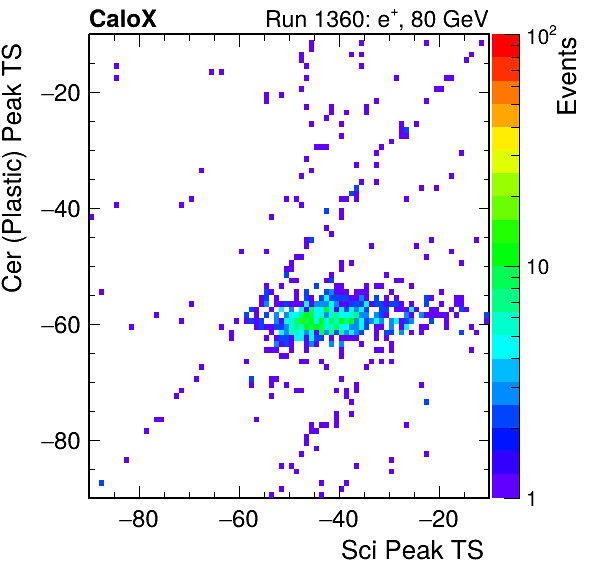 CaloX
Run 1360: e⁺, 80 GeV
10²
Events
10
1
Cer (Plastic) Peak TS
−20
−40
−60
−80
−80 −60 −40 −20
Sci Peak TS